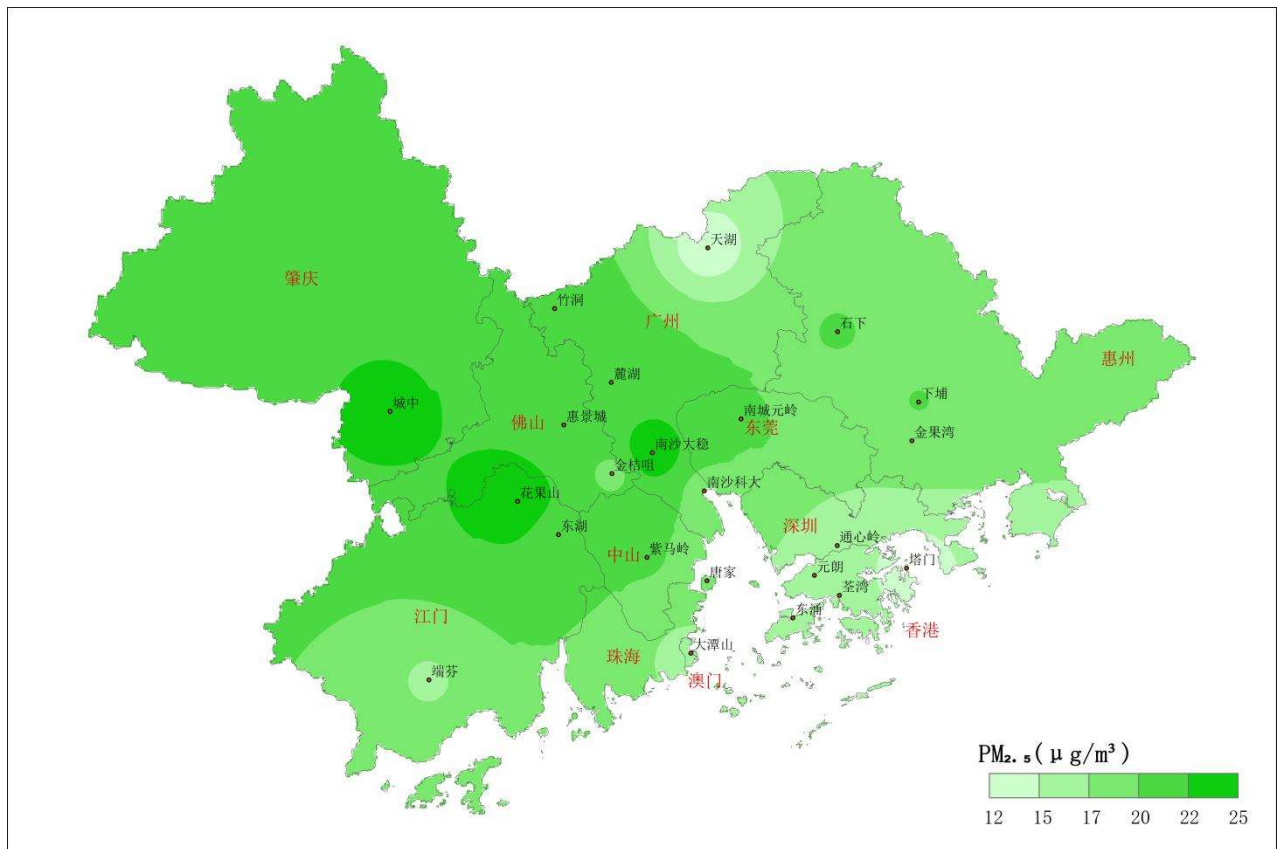 天湖
肇庆
竹洞
广州
石下
惠州
麓湖
城中
下埔
佛山
惠景城
南城元岭
东莞
南沙大稳
金果湾
金桔咀
南沙科大
花果山
深圳
东湖
通心岭
中山
紫马岭
塔门
元朗
唐家
荃湾
东涌
江门
香港
大潭山
珠海
端芬
澳门
PM₂.₅(μg/m³)
12 15 17 20 22 25